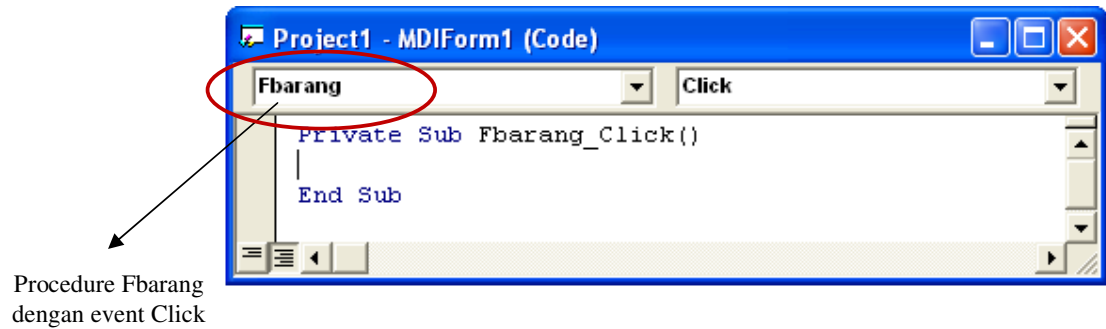 Project1 - MDIForm1 (Code)
Fbarang Click
Private Sub Fbarang_Click()
End Sub
Procedure Fbarang
dengan event Click